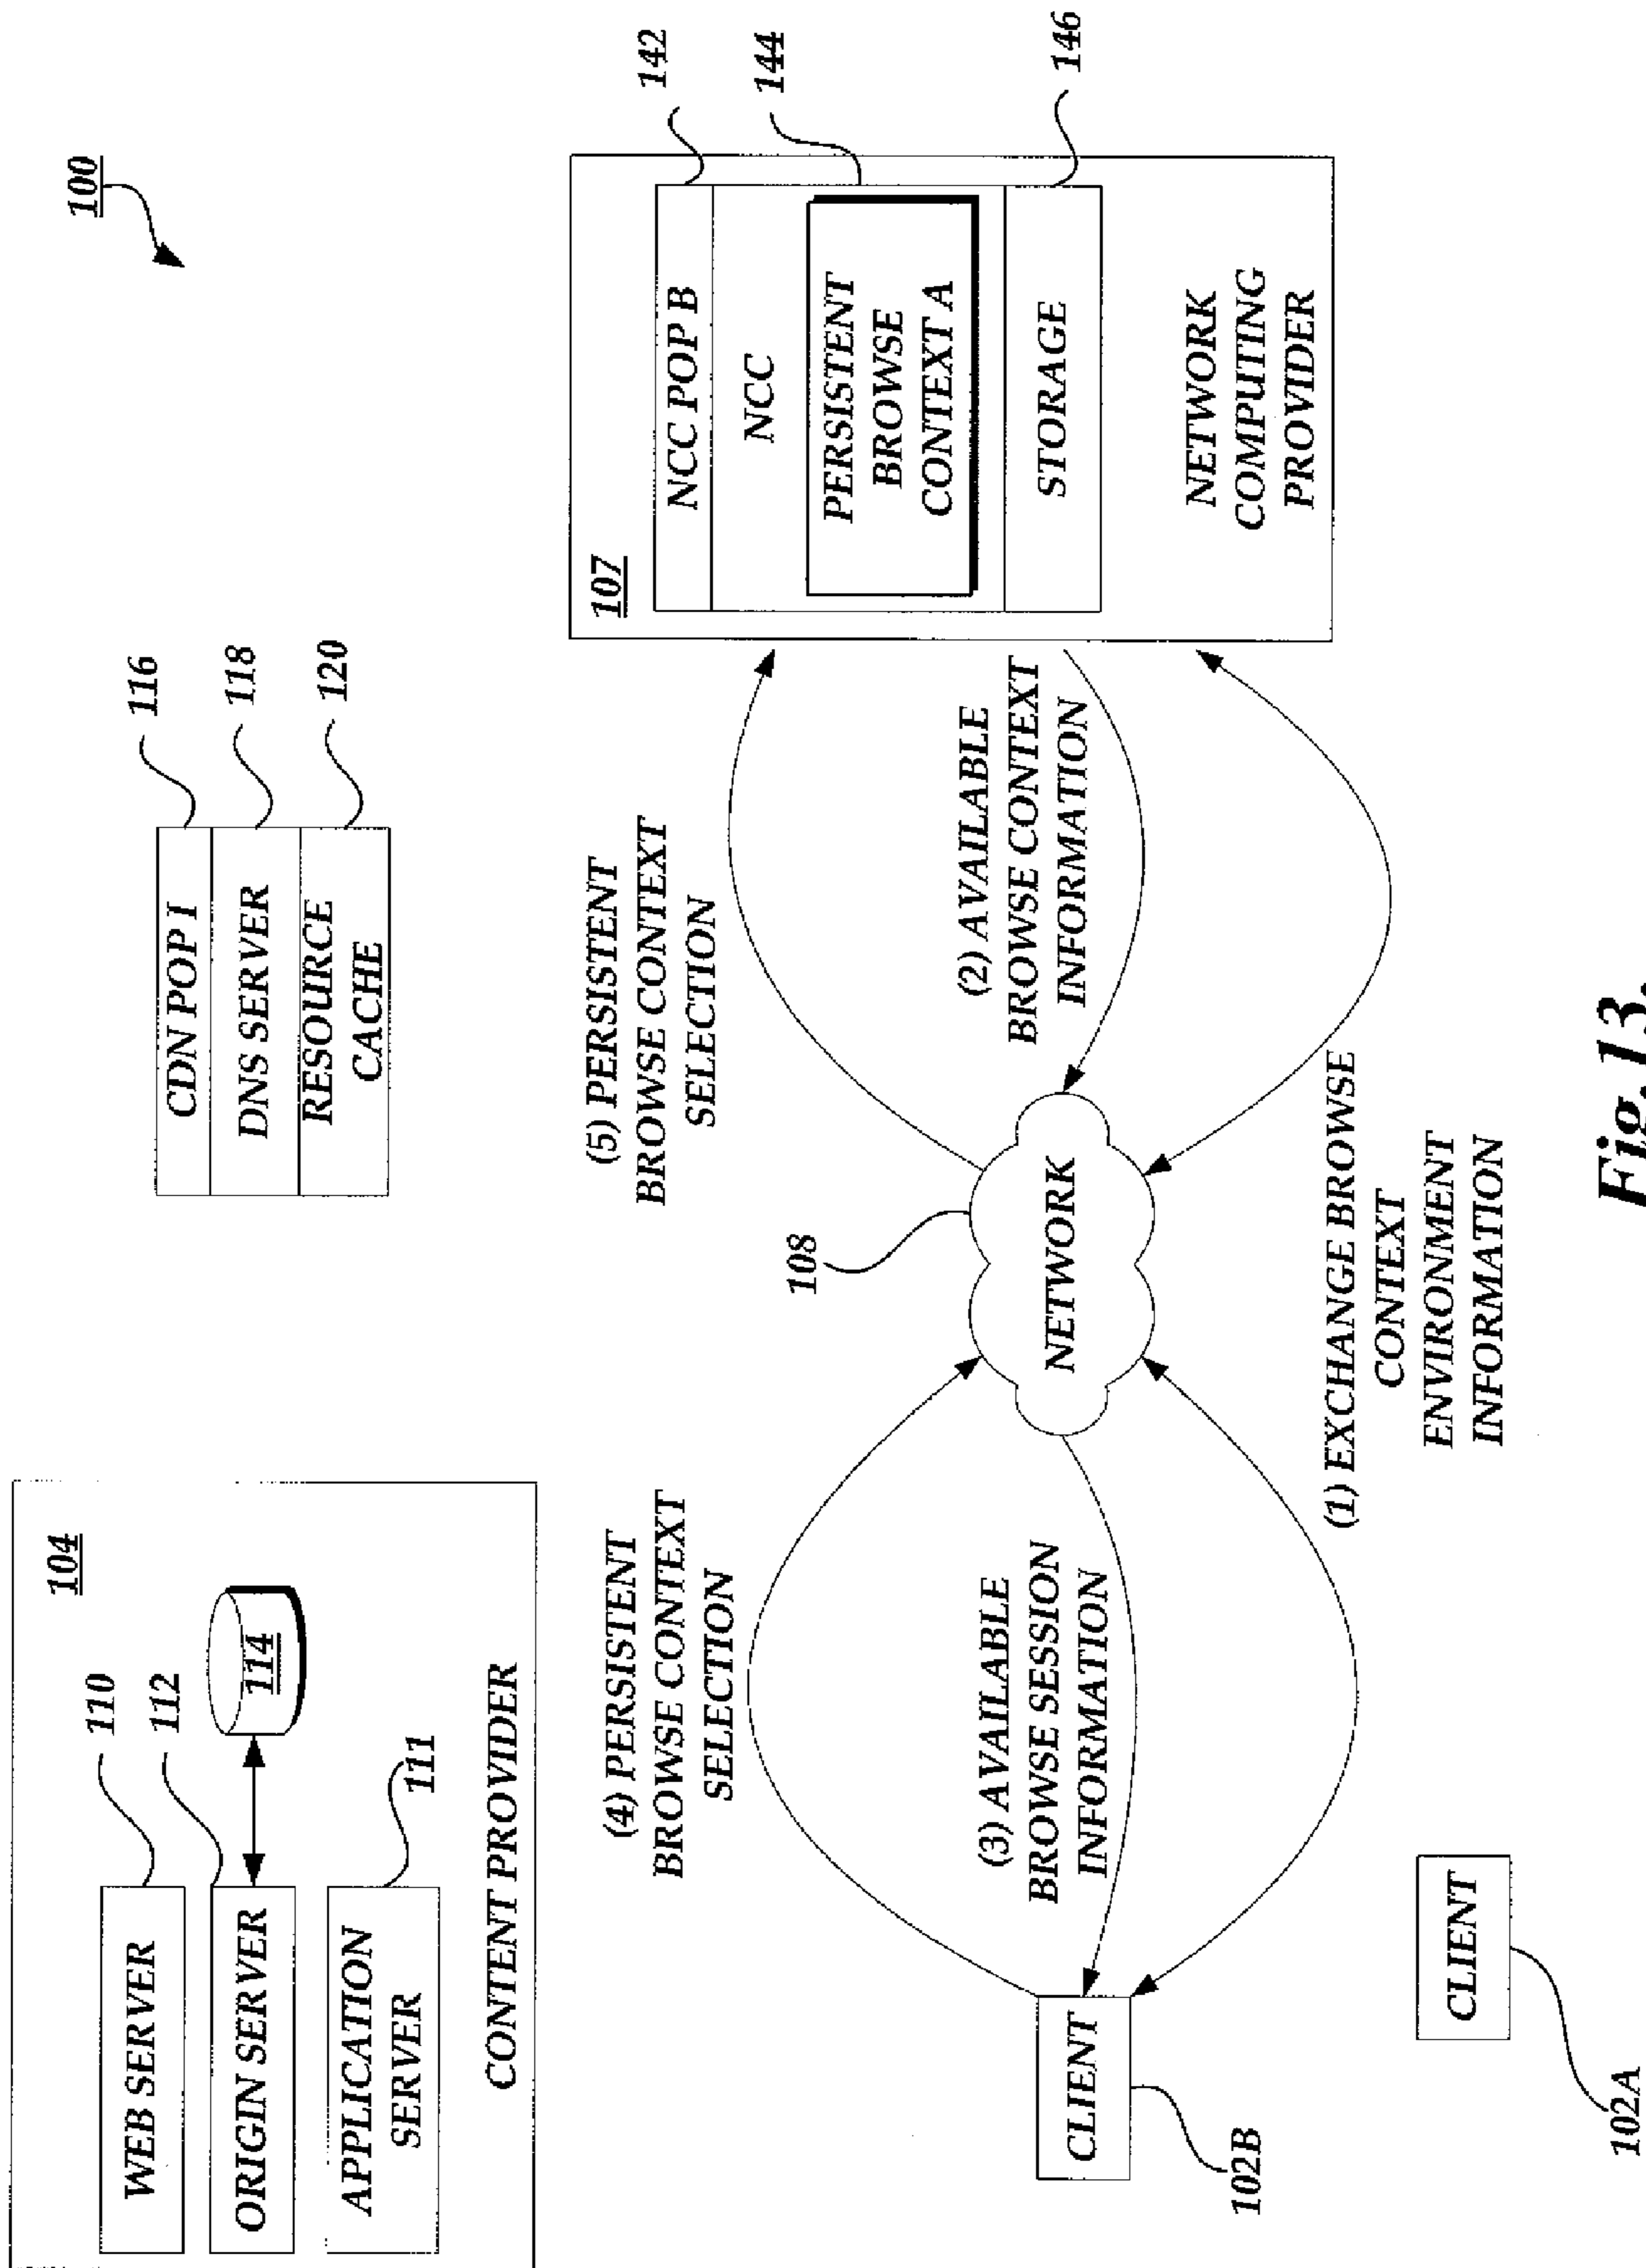 100
104
WEB SERVER
110
ORIGIN SERVER
112
114
APPLICATION
SERVER
111
CONTENT PROVIDER
CDN POP I
116
DNS SERVER
118
RESOURCE
CACHE
120
(4) PERSISTENT
BROWSE CONTEXT
SELECTION
(5) PERSISTENT
BROWSE CONTEXT
SELECTION
107
NCC POP B
142
NCC
144
PERSISTENT
BROWSE
CONTEXT A
STORAGE
146
NETWORK
COMPUTING
PROVIDER
108
NETWORK
(3) AVAILABLE
BROWSE SESSION
INFORMATION
(2) AVAILABLE
BROWSE CONTEXT
INFORMATION
CLIENT
102B
(1) EXCHANGE BROWSE
CONTEXT
ENVIRONMENT
INFORMATION
CLIENT
102A
Fig.13.